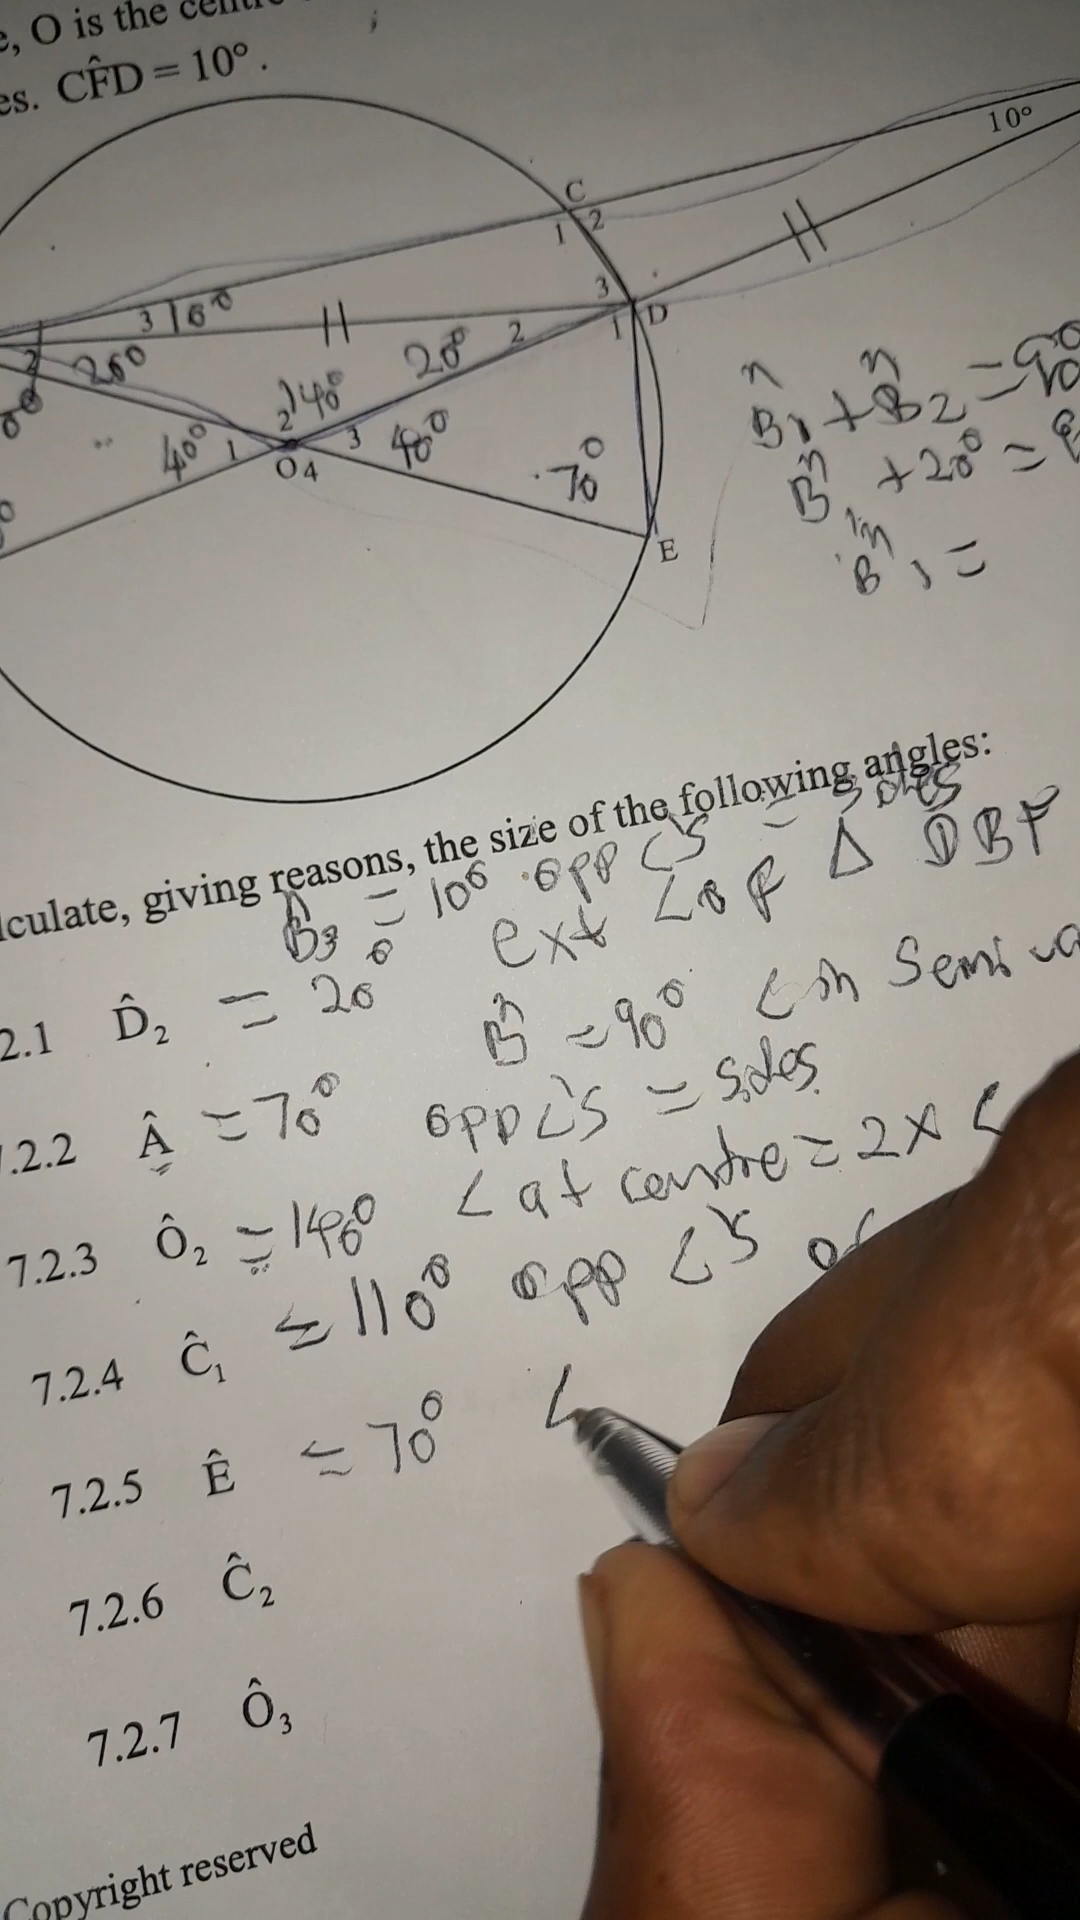 e, O is the
es. CF̂D = 10°.
C
10°
1 2
3
3 10°
2
D
20°
2
1
20°
2 140°
40°
1
3 40°
O 4
70°
E
B̂1 + B̂2 = 90
B̂1 + 20° =
B̂1 =
lculate, giving reasons, the size of the following angles:
B̂3 = 10° opp <'s = sides
2.1 D̂2 = 20° ext < of Δ DBF
B̂ = 90° < in semi
.2.2 Â = 70° opp <'s = sides
7.2.3 Ô2 = 140° < at centre = 2x <
7.2.4 Ĉ1 = 110° opp <'s of
7.2.5 Ê = 70° <
7.2.6 Ĉ2
7.2.7 Ô3
Copyright reserved